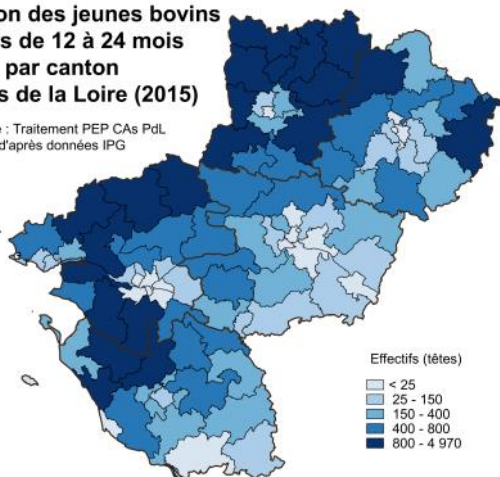 on des jeunes bovins
s de 12 à 24 mois
par canton
s de la Loire (2015)
: Traitement PEP CAs PdL
d'après données IPG
Effectifs (têtes)
< 25
25 - 150
150 - 400
400 - 800
800 - 4 970